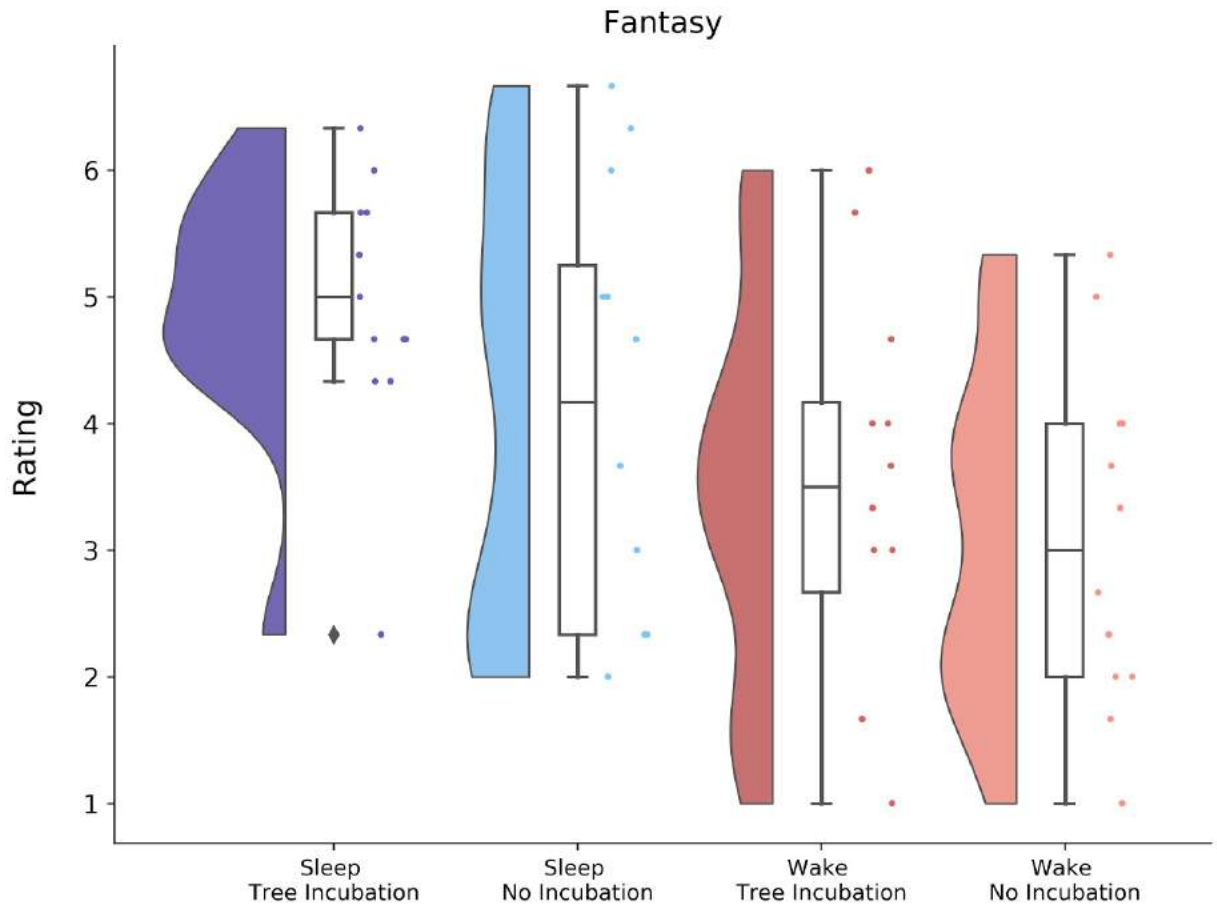 Fantasy
Rating
6
5
4
3
2
1
Sleep
Tree Incubation
Sleep
No Incubation
Wake
Tree Incubation
Wake
No Incubation